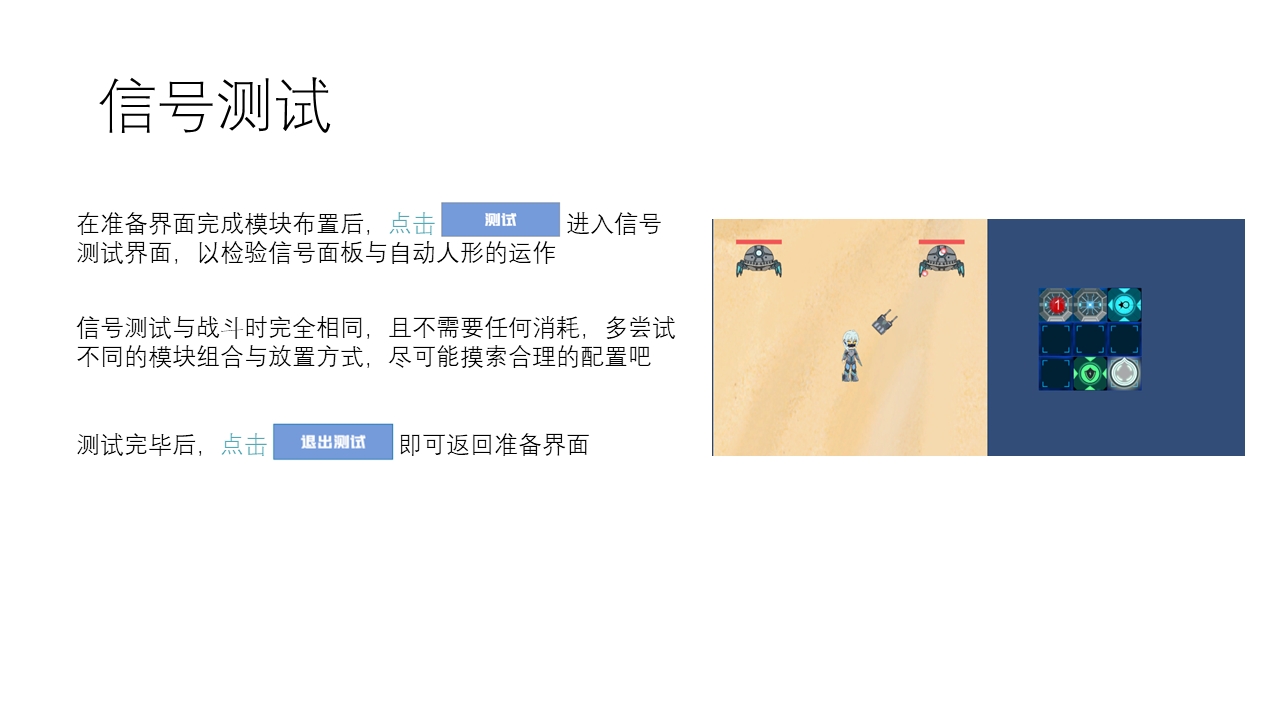 信号测试
在准备界面完成模块布置后，点击 测试 进入信号
测试界面，以检验信号面板与自动人形的运作
信号测试与战斗时完全相同，且不需要任何消耗，多尝试
不同的模块组合与放置方式，尽可能摸索合理的配置吧
测试完毕后，点击 退出测试 即可返回准备界面
1